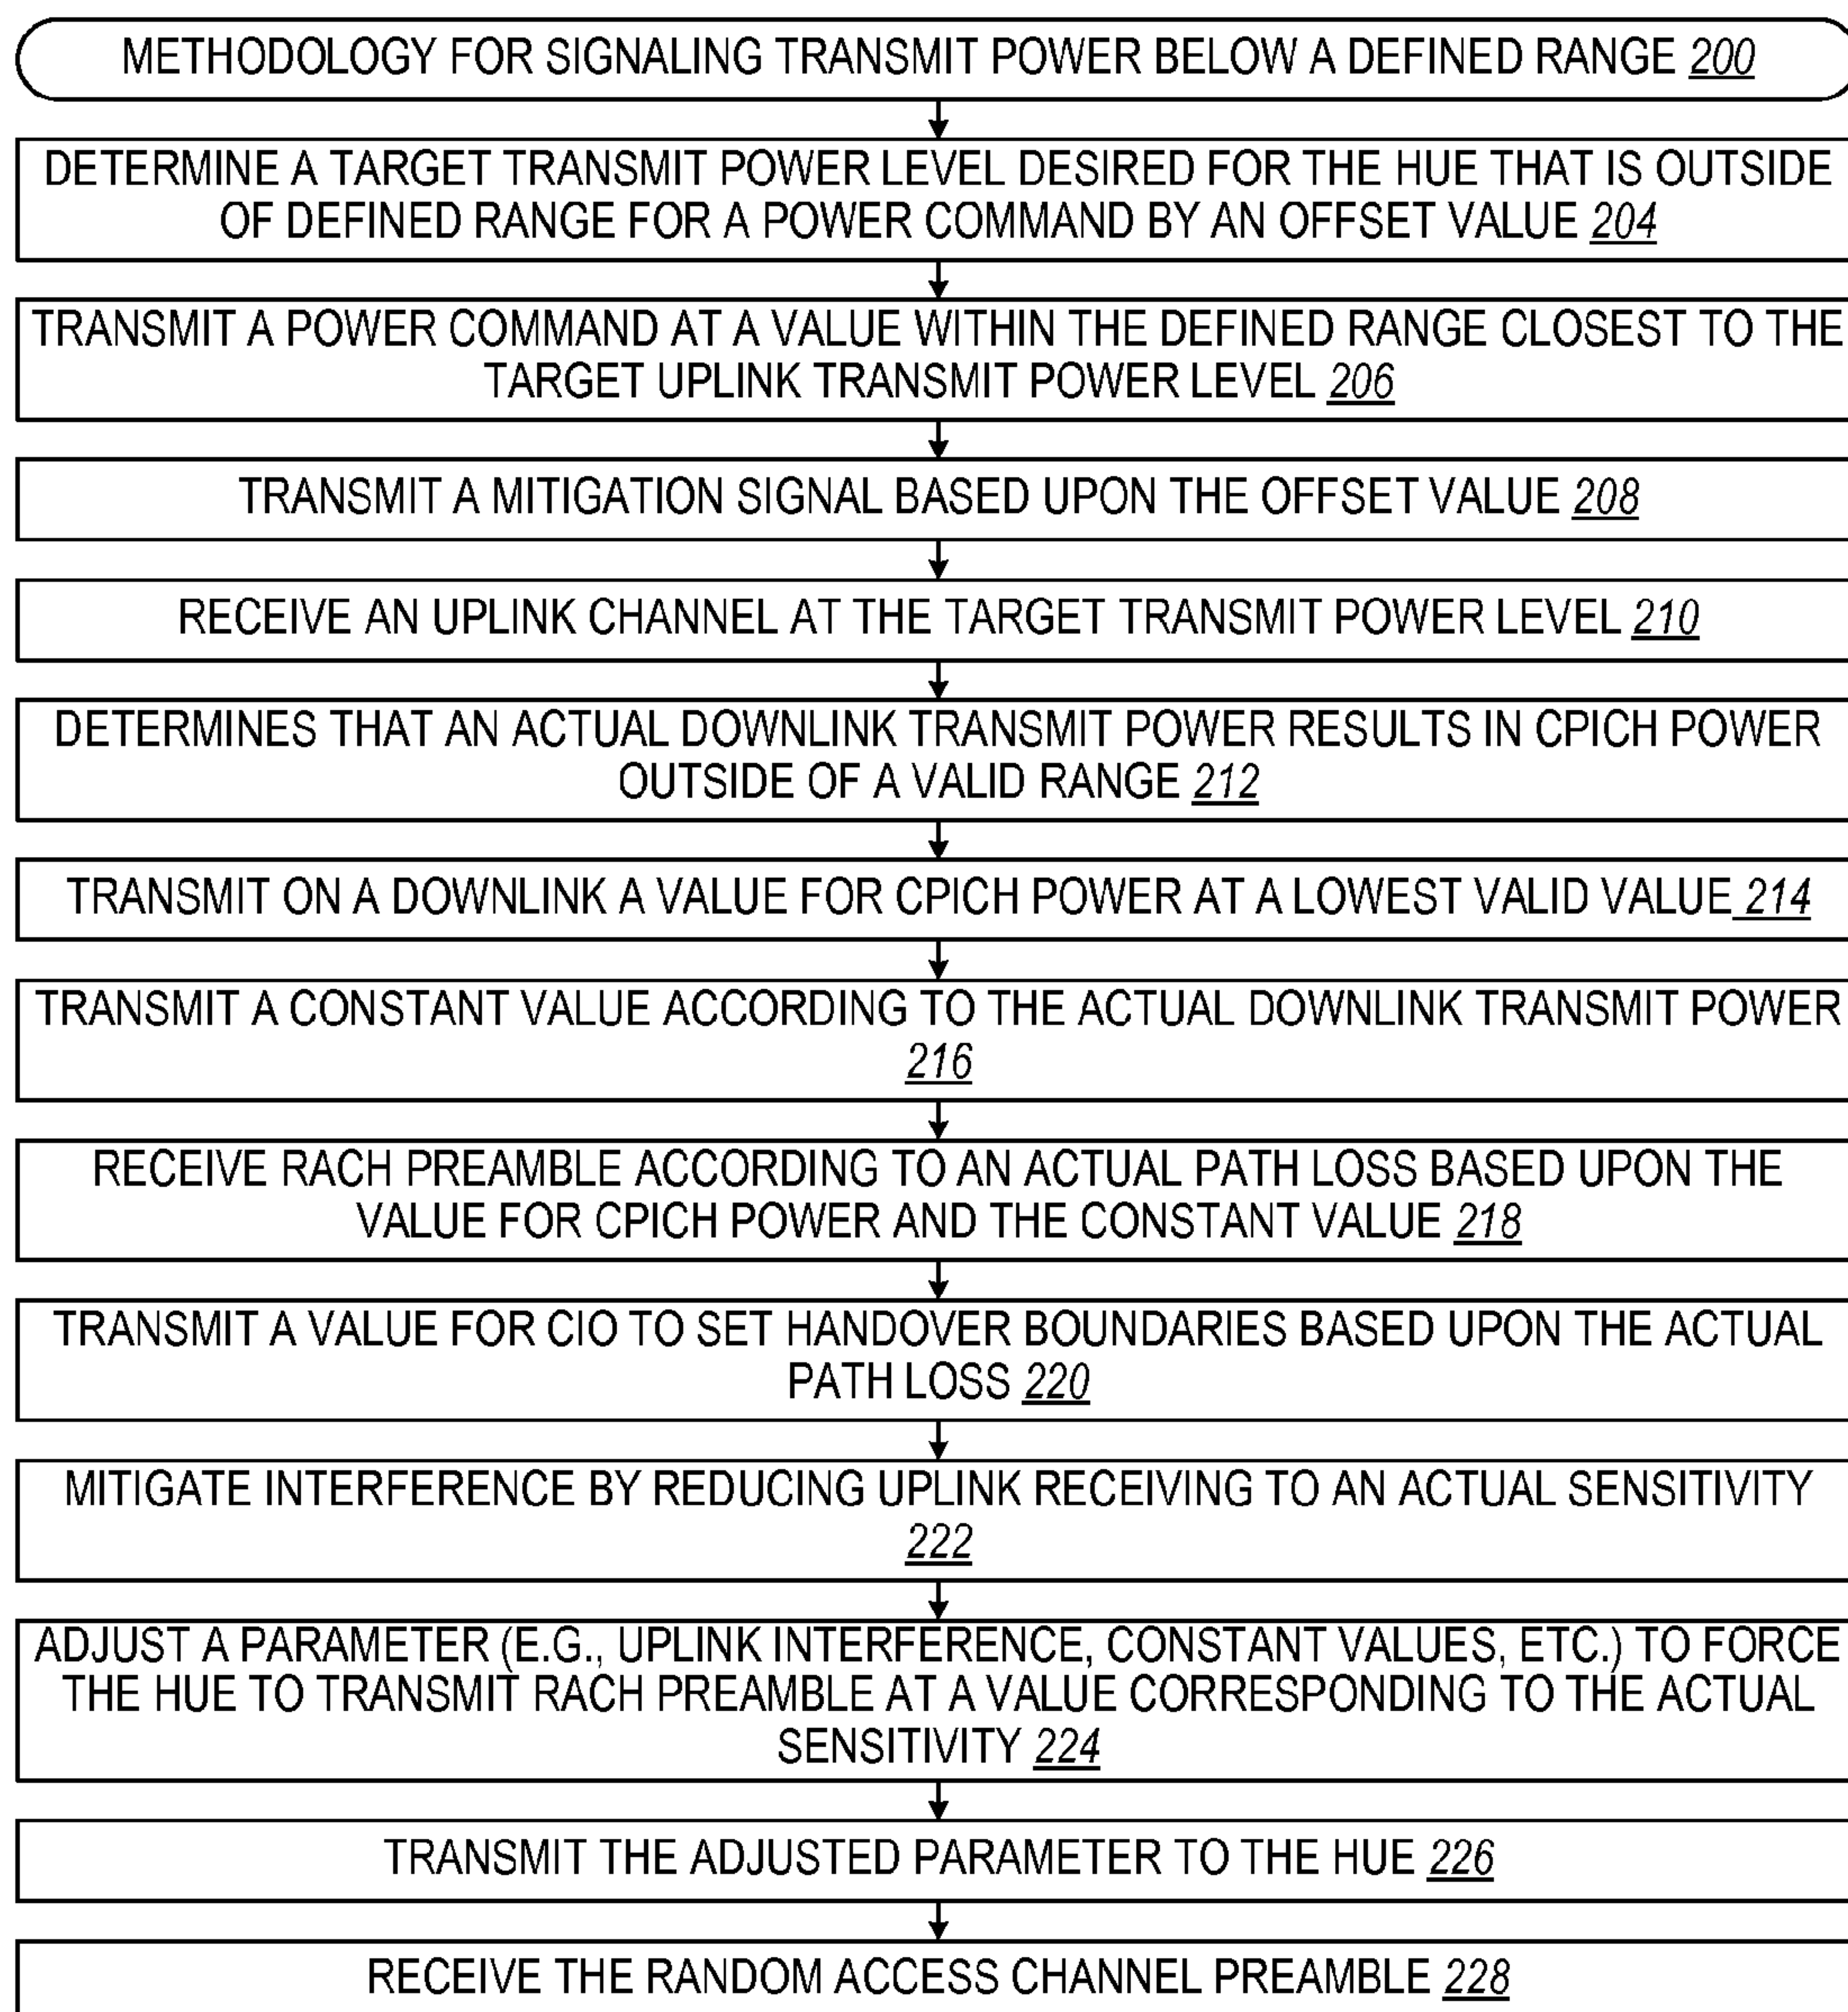 METHODOLOGY FOR SIGNALING TRANSMIT POWER BELOW A DEFINED RANGE 200
DETERMINE A TARGET TRANSMIT POWER LEVEL DESIRED FOR THE HUE THAT IS OUTSIDE
OF DEFINED RANGE FOR A POWER COMMAND BY AN OFFSET VALUE 204
TRANSMIT A POWER COMMAND AT A VALUE WITHIN THE DEFINED RANGE CLOSEST TO THE
TARGET UPLINK TRANSMIT POWER LEVEL 206
TRANSMIT A MITIGATION SIGNAL BASED UPON THE OFFSET VALUE 208
RECEIVE AN UPLINK CHANNEL AT THE TARGET TRANSMIT POWER LEVEL 210
DETERMINES THAT AN ACTUAL DOWNLINK TRANSMIT POWER RESULTS IN CPICH POWER
OUTSIDE OF A VALID RANGE 212
TRANSMIT ON A DOWNLINK A VALUE FOR CPICH POWER AT A LOWEST VALID VALUE 214
TRANSMIT A CONSTANT VALUE ACCORDING TO THE ACTUAL DOWNLINK TRANSMIT POWER
216
RECEIVE RACH PREAMBLE ACCORDING TO AN ACTUAL PATH LOSS BASED UPON THE
VALUE FOR CPICH POWER AND THE CONSTANT VALUE 218
TRANSMIT A VALUE FOR CIO TO SET HANDOVER BOUNDARIES BASED UPON THE ACTUAL
PATH LOSS 220
MITIGATE INTERFERENCE BY REDUCING UPLINK RECEIVING TO AN ACTUAL SENSITIVITY
222
ADJUST A PARAMETER (E.G., UPLINK INTERFERENCE, CONSTANT VALUES, ETC.) TO FORCE
THE HUE TO TRANSMIT RACH PREAMBLE AT A VALUE CORRESPONDING TO THE ACTUAL
SENSITIVITY 224
TRANSMIT THE ADJUSTED PARAMETER TO THE HUE 226
RECEIVE THE RANDOM ACCESS CHANNEL PREAMBLE 228